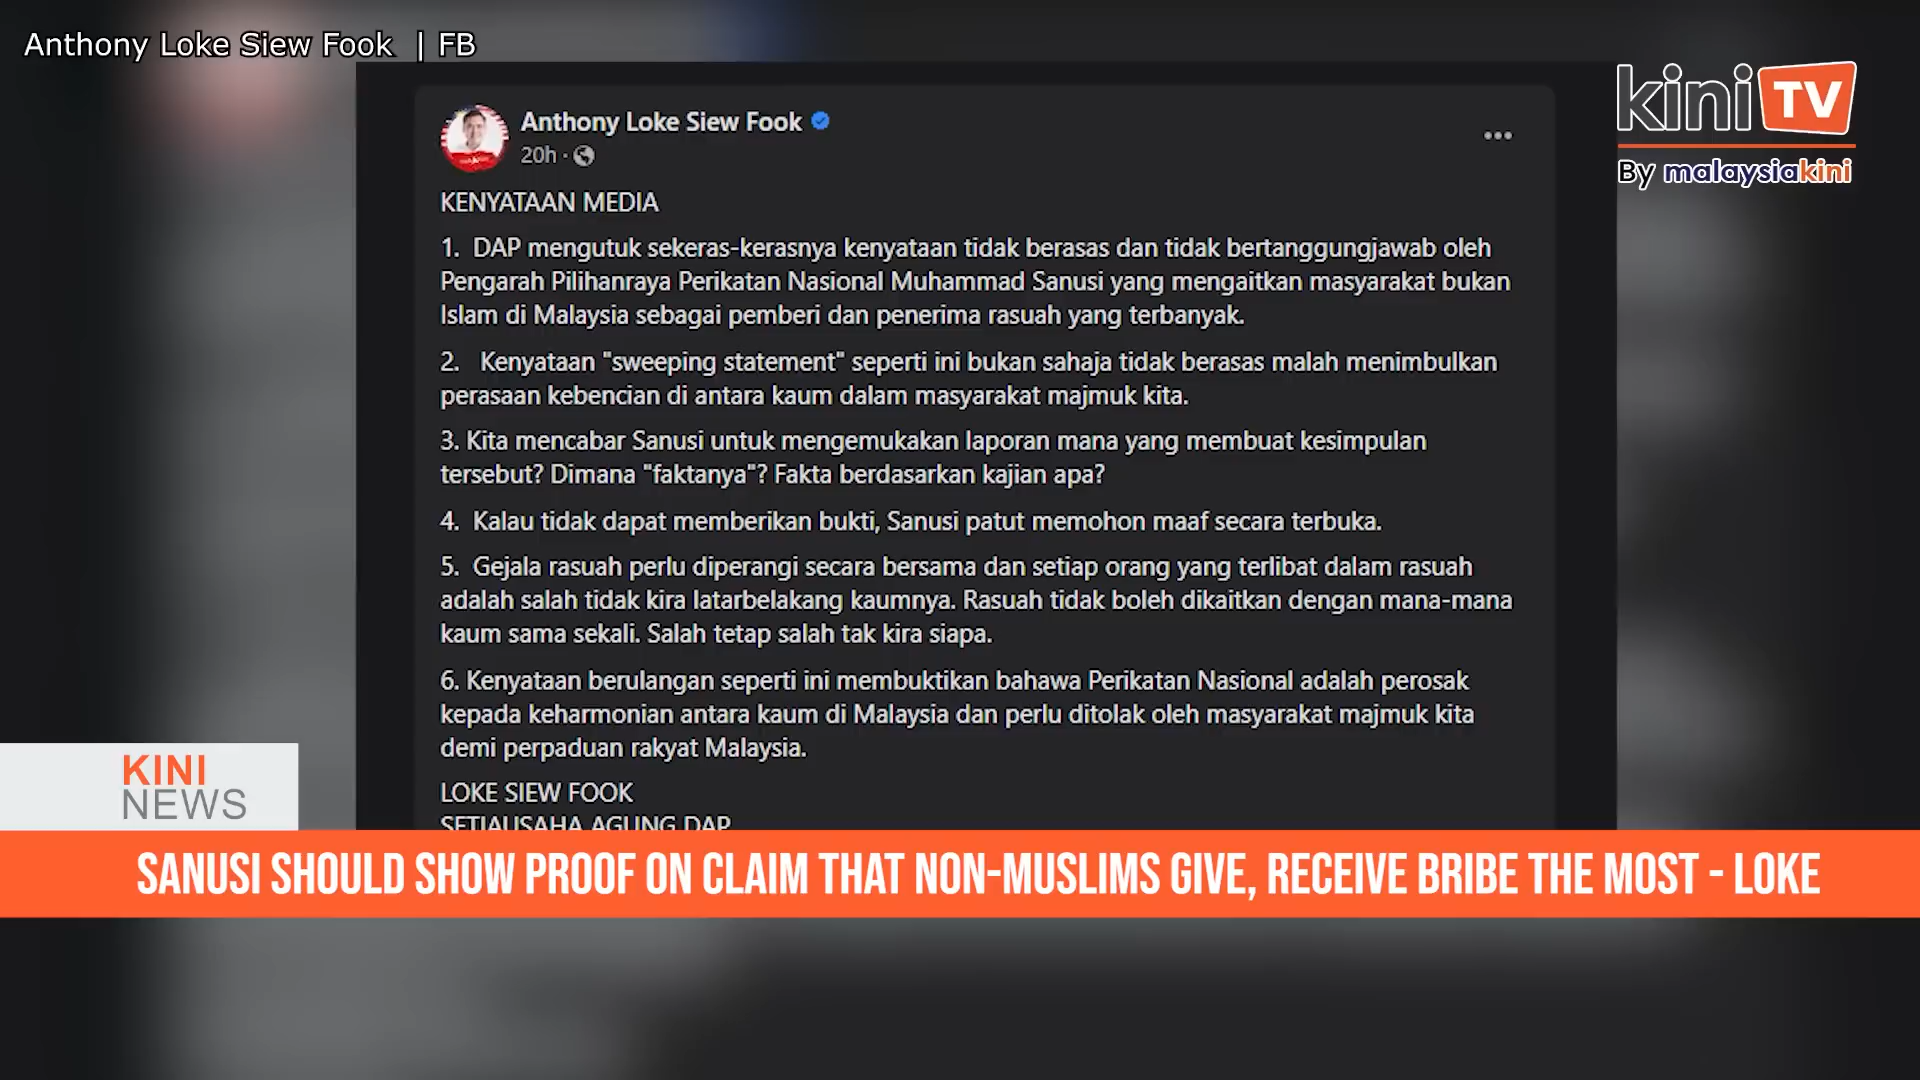 Anthony Loke Siew Fook | FB
kini TV
By malaysiakini
Anthony Loke Siew Fook
20h ·
KENYATAAN MEDIA
1. DAP mengutuk sekeras-kerasnya kenyataan tidak berasas dan tidak bertanggungjawab oleh
Pengarah Pilihanraya Perikatan Nasional Muhammad Sanusi yang mengaitkan masyarakat bukan
Islam di Malaysia sebagai pemberi dan penerima rasuah yang terbanyak.
2. Kenyataan "sweeping statement" seperti ini bukan sahaja tidak berasas malah menimbulkan
perasaan kebencian di antara kaum dalam masyarakat majmuk kita.
3. Kita mencabar Sanusi untuk mengemukakan laporan mana yang membuat kesimpulan
tersebut? Dimana "faktanya"? Fakta berdasarkan kajian apa?
4. Kalau tidak dapat memberikan bukti, Sanusi patut memohon maaf secara terbuka.
5. Gejala rasuah perlu diperangi secara bersama dan setiap orang yang terlibat dalam rasuah
adalah salah tidak kira latarbelakang kaumnya. Rasuah tidak boleh dikaitkan dengan mana-mana
kaum sama sekali. Salah tetap salah tak kira siapa.
6. Kenyataan berulangan seperti ini membuktikan bahawa Perikatan Nasional adalah perosak
kepada keharmonian antara kaum di Malaysia dan perlu ditolak oleh masyarakat majmuk kita
demi perpaduan rakyat Malaysia.
LOKE SIEW FOOK
SETIAUSAHA AGUNG DAP
KINI
NEWS
SANUSI SHOULD SHOW PROOF ON CLAIM THAT NON-MUSLIMS GIVE, RECEIVE BRIBE THE MOST - LOKE